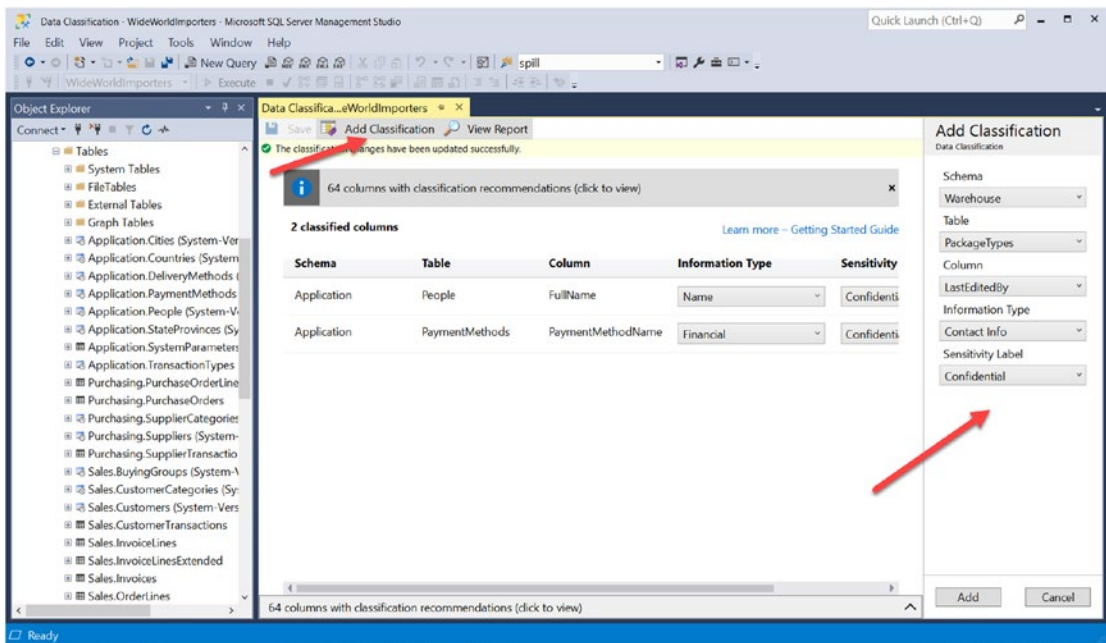 Data Classification - WideWorldImporters - Microsoft SQL Server Management Studio
Quick Launch (Ctrl+Q)
File Edit View Project Tools Window Help
New Query
spill
WideWorldImporters
Execute
Object Explorer
Connect
Tables
System Tables
FileTables
External Tables
Graph Tables
Application.Cities (System-Ver
Application.Countries (System
Application.DeliveryMethods (
Application.PaymentMethods
Application.People (System-V
Application.StateProvinces (Sy
Application.SystemParameters
Application.TransactionTypes
Purchasing.PurchaseOrderLine
Purchasing.PurchaseOrders
Purchasing.SupplierCategories
Purchasing.Suppliers (System-
Purchasing.SupplierTransactio
Sales.BuyingGroups (System-V
Sales.CustomerCategories (Sy
Sales.Customers (System-Vers
Sales.CustomerTransactions
Sales.InvoiceLines
Sales.InvoiceLinesExtended
Sales.Invoices
Sales.OrderLines
Data Classifica...eWorldImporters
Save Add Classification View Report
The classification changes have been updated successfully.
64 columns with classification recommendations (click to view)
2 classified columns
Learn more – Getting Started Guide
Schema Table Column Information Type Sensitivity
Application People FullName Name Confidenti
Application PaymentMethods PaymentMethodName Financial Confidenti
64 columns with classification recommendations (click to view)
Add Classification
Data Classification
Schema
Warehouse
Table
PackageTypes
Column
LastEditedBy
Information Type
Contact Info
Sensitivity Label
Confidential
Add Cancel
Ready